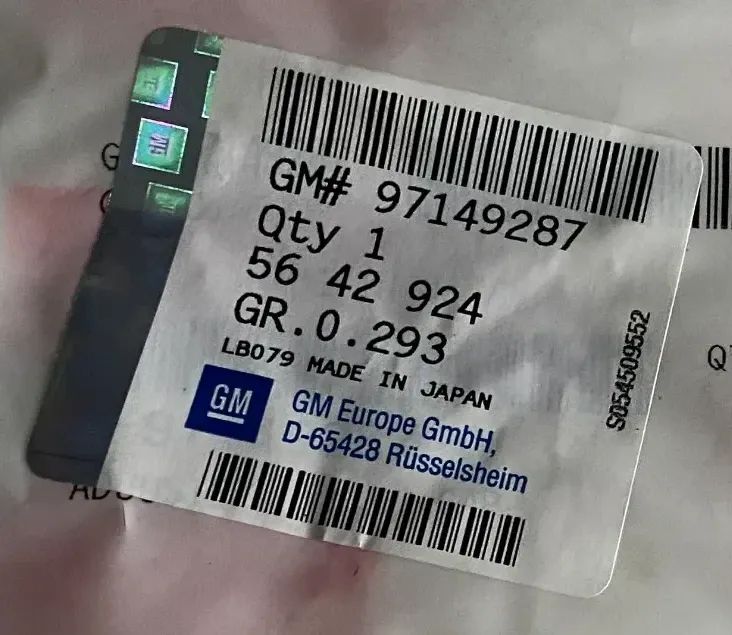 GM# 97149287
Qty 1
56 42 924
GR.0.293
LB079 MADE IN JAPAN
GM
GM Europe GmbH,
D-65428 Rüsselsheim
S054509552
GM